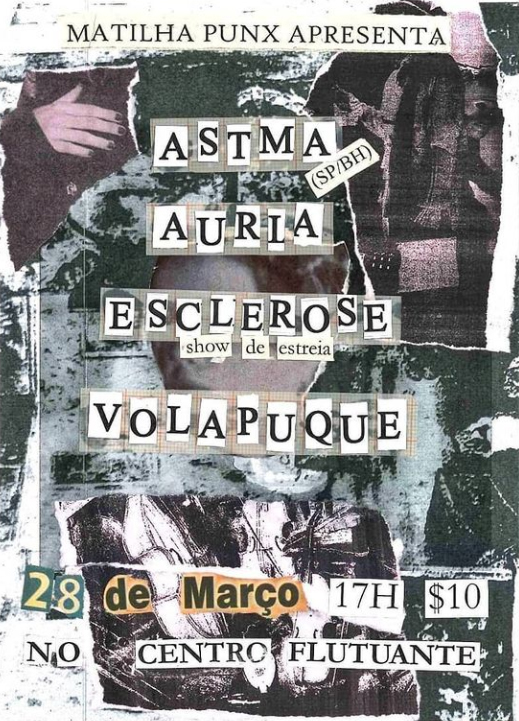 MATILHA PUNX APRESENTA
ASTMA
(SP/BH)
AURIA
ESCLEROSE
show de estreia
VOLAPUQUE
28 de Março 17H $10
NO CENTRO FLUTUANTE